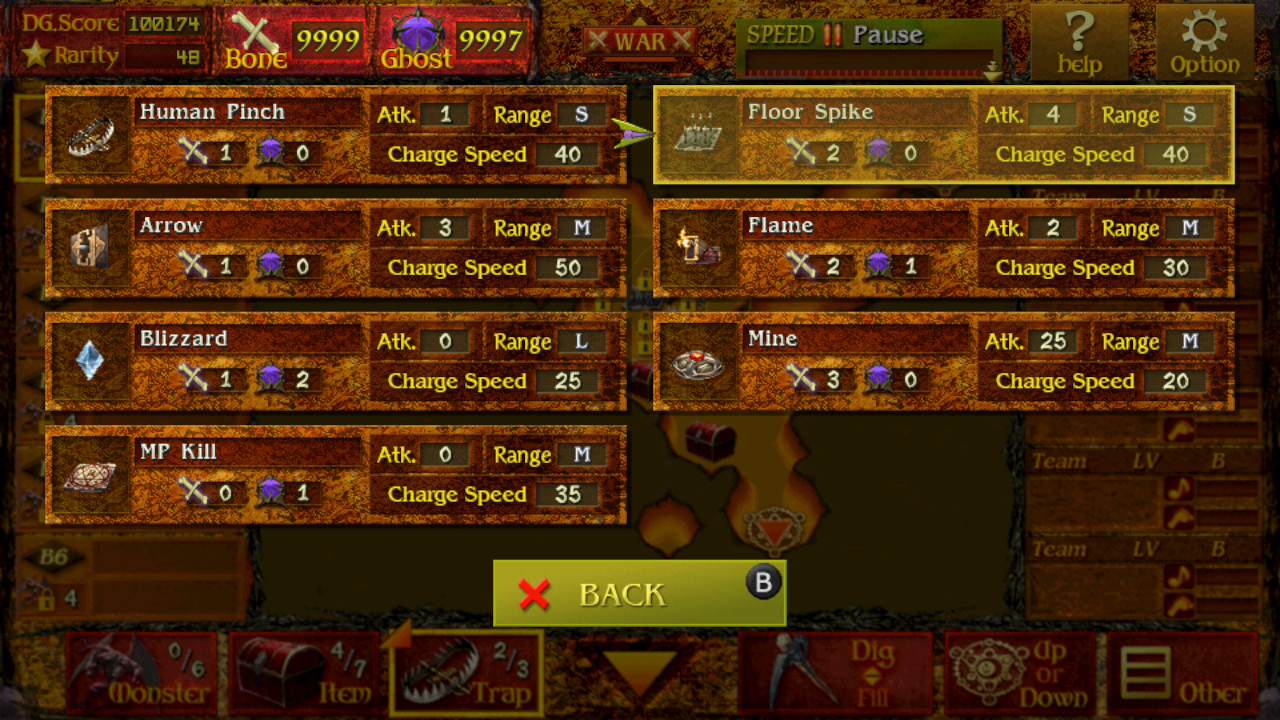 DG.Score 100174
Rarity 48
Bone 9999
Ghost 9997
WAR
SPEED Pause
? help
Option
Human Pinch Atk. 1 Range S
1 0 Charge Speed 40
Floor Spike Atk. 4 Range S
2 0 Charge Speed 40
Arrow Atk. 3 Range M
1 0 Charge Speed 50
Flame Atk. 2 Range M
2 1 Charge Speed 30
Blizzard Atk. 0 Range L
1 2 Charge Speed 25
Mine Atk. 25 Range M
3 0 Charge Speed 20
MP Kill Atk. 0 Range M
0 1 Charge Speed 35
Team LV B
Team LV B
B6
4
BACK B
0/6 Monster
4/7 Item
2/3 Trap
Dig
Fill
Up
or
Down
Other